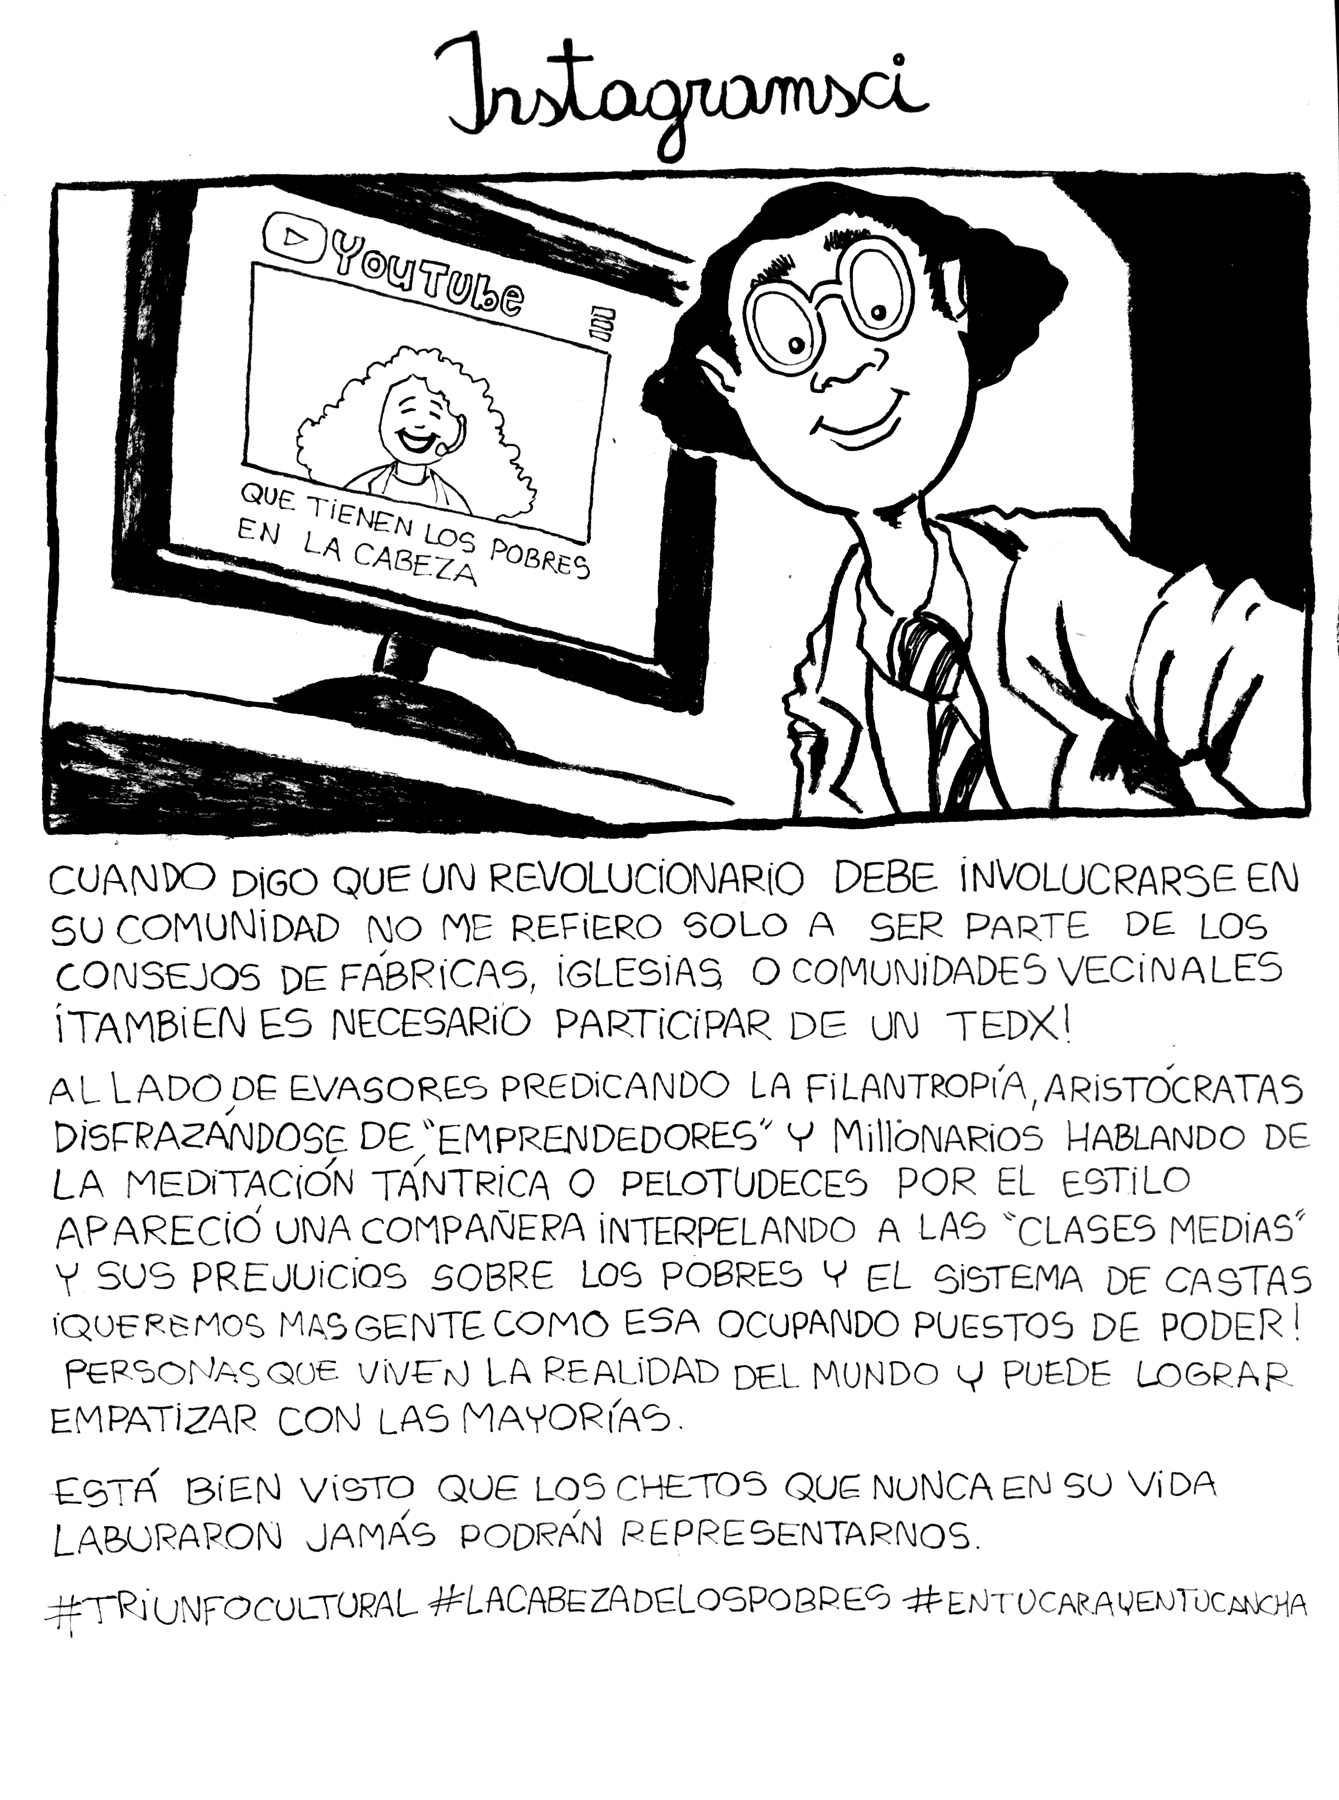 Instagramsci
YouTube
QUE TIENEN LOS POBRES
EN LA CABEZA
CUANDO DIGO QUE UN REVOLUCIONARIO DEBE INVOLUCRARSE EN
SU COMUNIDAD NO ME REFIERO SOLO A SER PARTE DE LOS
CONSEJOS DE FÁBRICAS, IGLESIAS, O COMUNIDADES VECINALES
¡TAMBIEN ES NECESARIO PARTICIPAR DE UN TEDX!
AL LADO DE EVASORES PREDICANDO LA FILANTROPÍA, ARISTÓCRATAS
DISFRAZÁNDOSE DE "EMPRENDEDORES" Y MILLONARIOS HABLANDO DE
LA MEDITACIÓN TÁNTRICA O PELOTUDECES POR EL ESTILO
APARECIÓ UNA COMPAÑERA INTERPELANDO A LAS "CLASES MEDIAS"
Y SUS PREJUICIOS SOBRE LOS POBRES Y EL SISTEMA DE CASTAS
¡QUEREMOS MAS GENTE COMO ESA OCUPANDO PUESTOS DE PODER!
PERSONAS QUE VIVEN LA REALIDAD DEL MUNDO Y PUEDE LOGRAR
EMPATIZAR CON LAS MAYORÍAS.
ESTÁ BIEN VISTO QUE LOS CHETOS QUE NUNCA EN SU VIDA
LABURARON JAMÁS PODRÁN REPRESENTARNOS.
#TRIUNFOCULTURAL #LACABEZADELOSPOBRES #ENTUCARAYENTUCANCHA